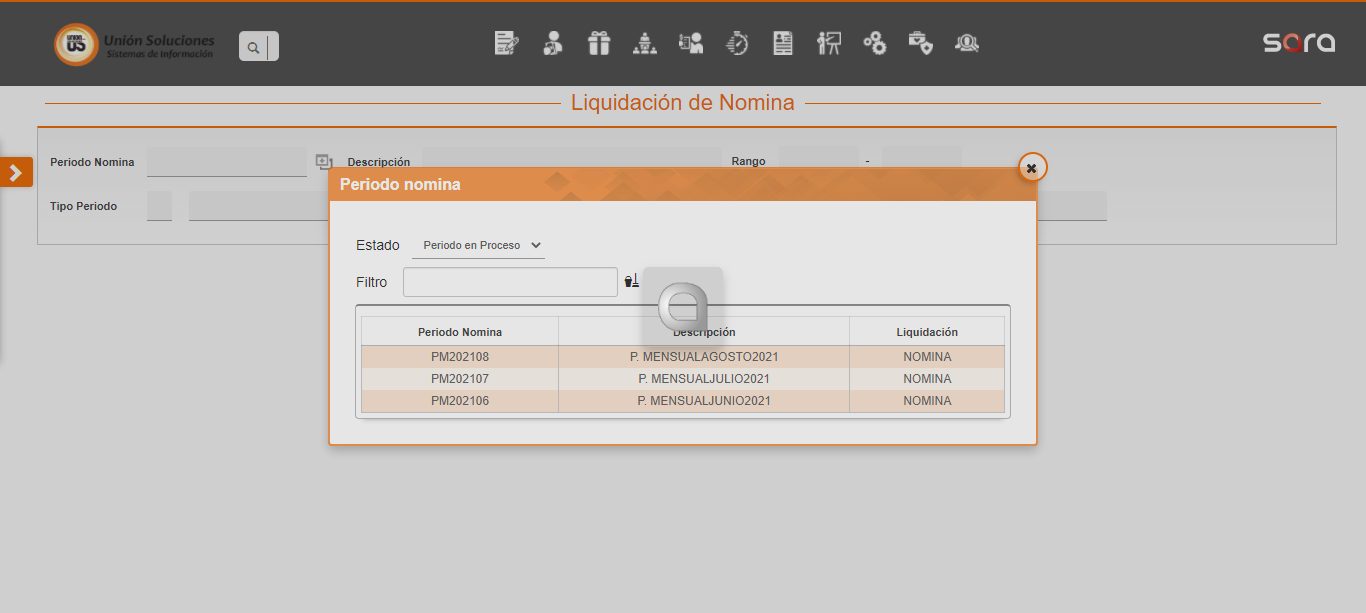 UNION
US
Unión Soluciones
Sistemas de Información
sara
Liquidación de Nomina
Periodo Nomina
Descripción
Rango
-
Tipo Periodo
Periodo nomina
Estado
Periodo en Proceso
Filtro
Periodo Nomina Descripción Liquidación
PM202108 P. MENSUALAGOSTO2021 NOMINA
PM202107 P. MENSUALJULIO2021 NOMINA
PM202106 P. MENSUALJUNIO2021 NOMINA